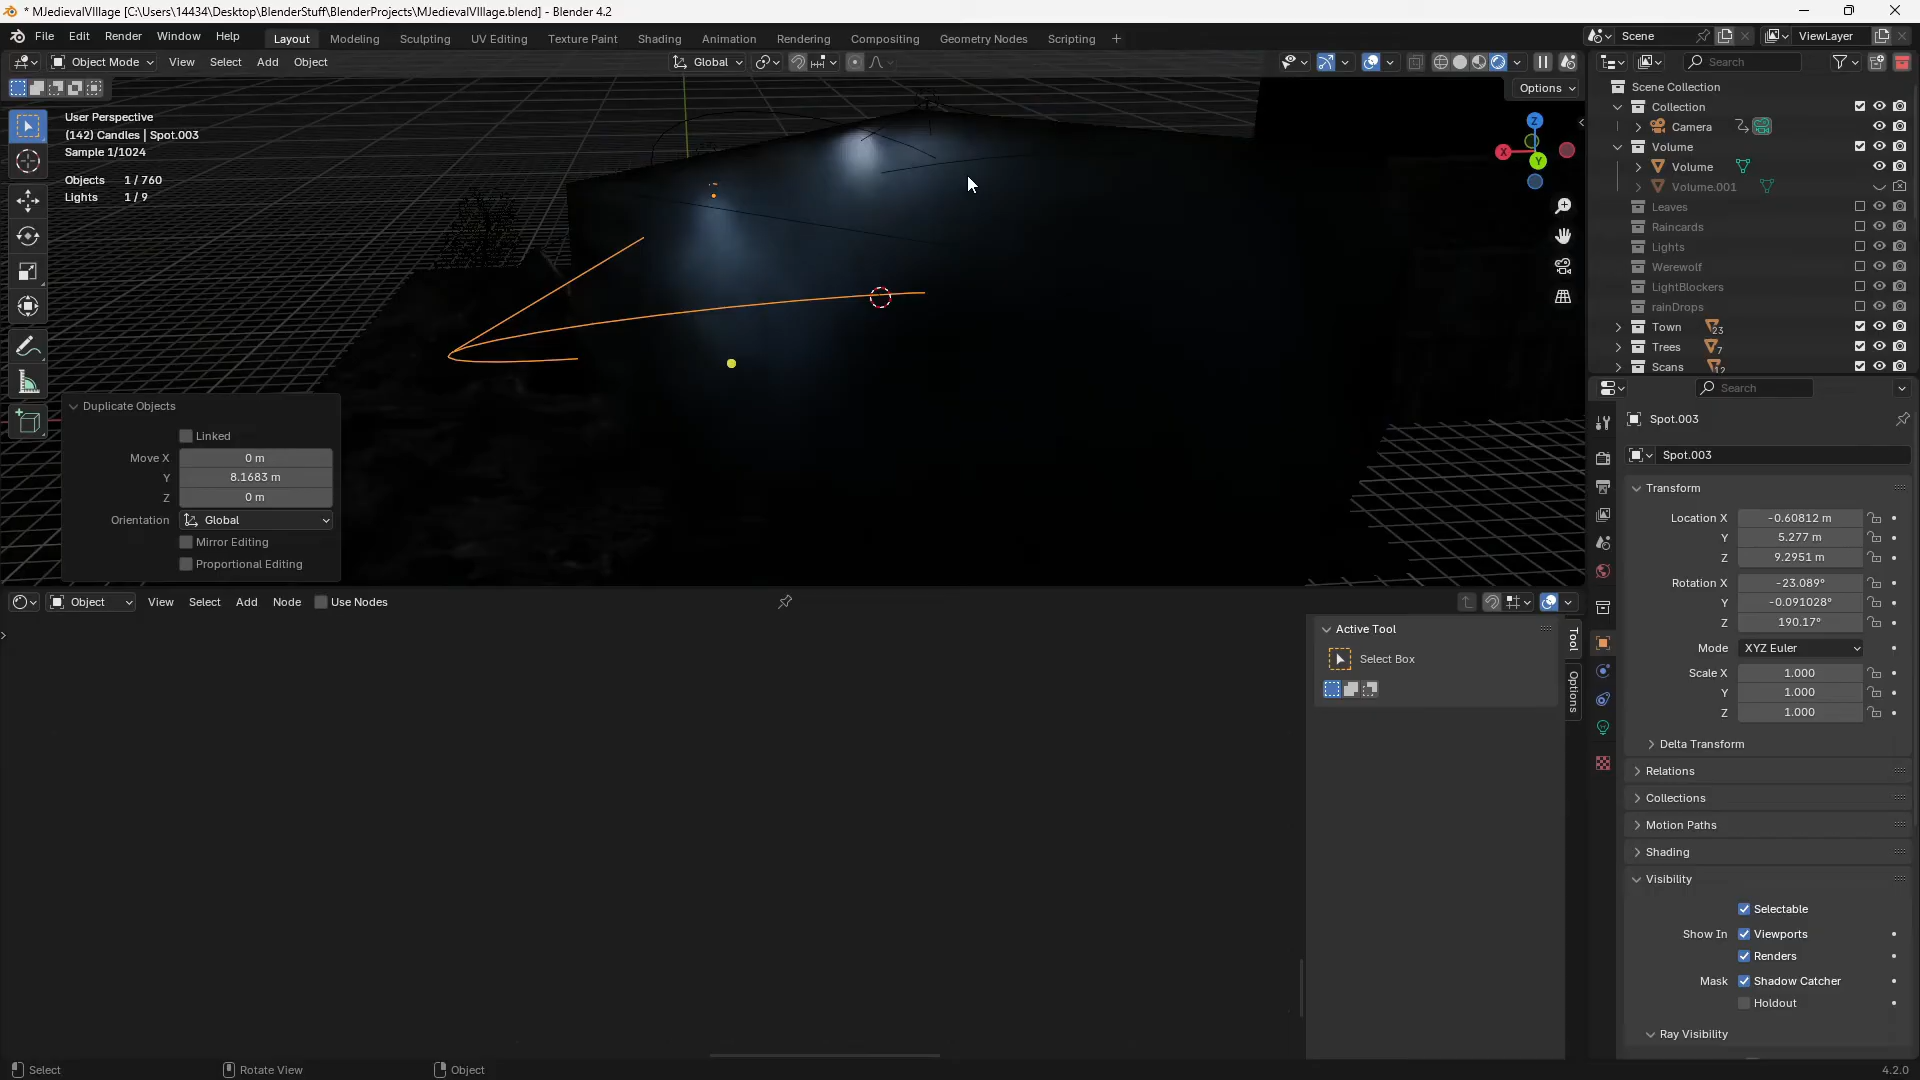 * MJedievalVIllage [C:\Users\14434\Desktop\BlenderStuff\BlenderProjects\MJedievalVIllage.blend] - Blender 4.2
File Edit Render Window Help Layout Modeling Sculpting UV Editing Texture Paint Shading Animation Rendering Compositing Geometry Nodes Scripting + Scene ViewLayer
Object Mode View Select Add Object Global Search
Options
User Perspective
(142) Candles | Spot.003
Sample 1/1024
Objects 1 / 760
Lights 1 / 9
Z
X
Y
Duplicate Objects
Linked
Move X 0 m
Y 8.1683 m
Z 0 m
Orientation Global
Mirror Editing
Proportional Editing
Scene Collection
Collection
Camera
Volume
Volume
Volume.001
Leaves
Raincards
Lights
Werewolf
LightBlockers
rainDrops
Town 23
Trees 7
Scans 12
Search
Spot.003
Spot.003
Transform
Location X -0.60812 m
Y 5.277 m
Z 9.2951 m
Rotation X -23.089°
Y -0.091028°
Z 190.17°
Mode XYZ Euler
Scale X 1.000
Y 1.000
Z 1.000
Delta Transform
Relations
Collections
Motion Paths
Shading
Visibility
Selectable
Show In Viewports
Renders
Mask Shadow Catcher
Holdout
Ray Visibility
Object View Select Add Node Use Nodes
Active Tool
Select Box
Tool
Options
Select Rotate View Object 4.2.0